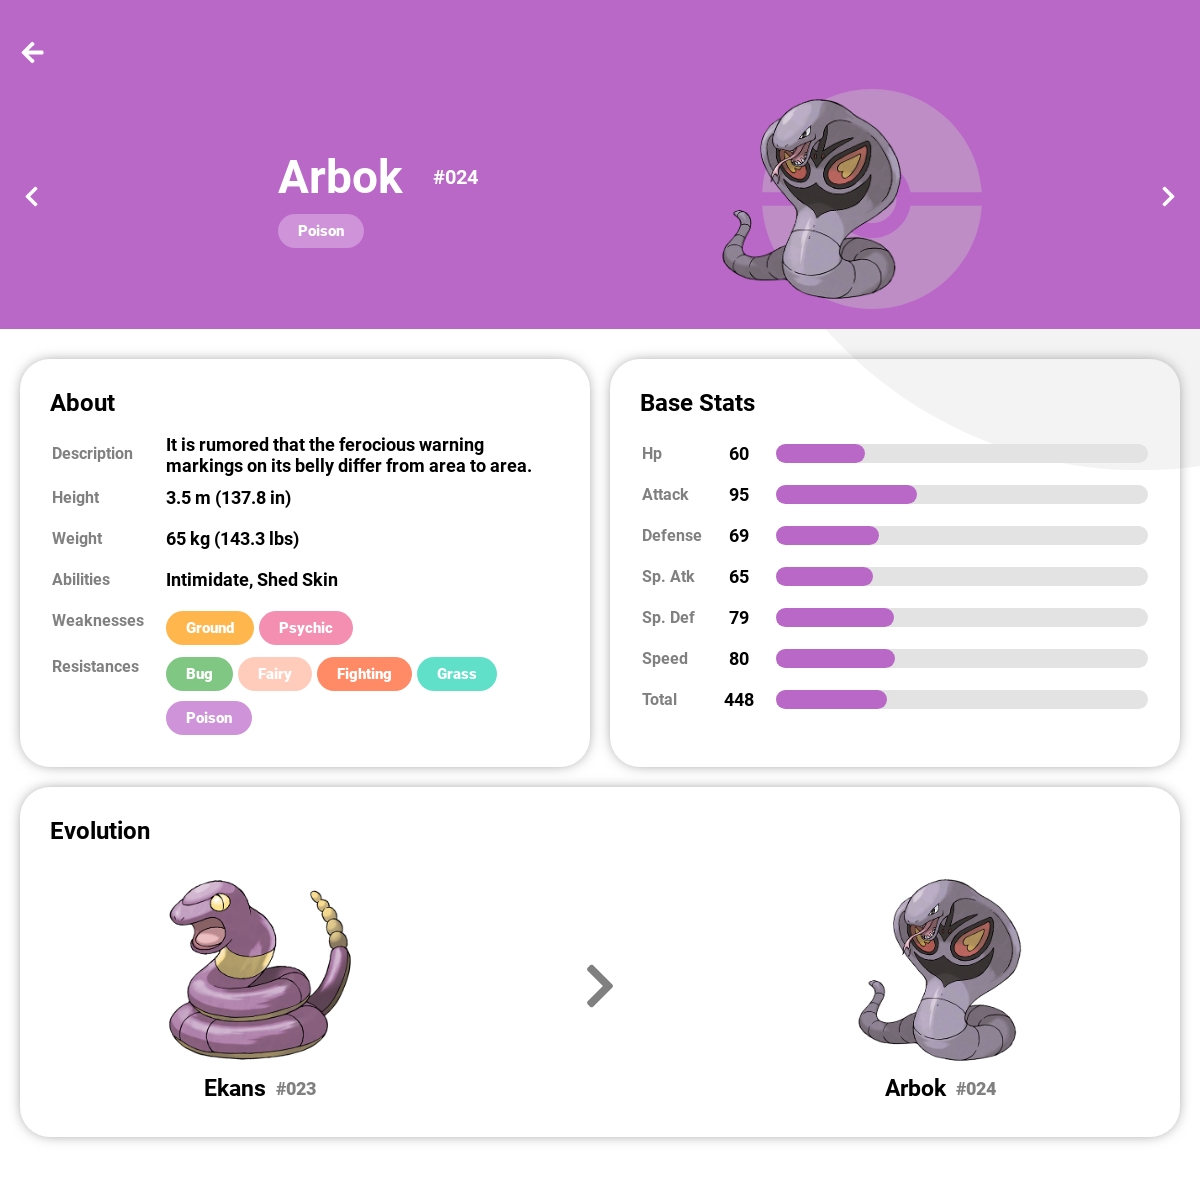 Arbok #024
Poison
About
Description It is rumored that the ferocious warning
markings on its belly differ from area to area.
Height 3.5 m (137.8 in)
Weight 65 kg (143.3 lbs)
Abilities Intimidate, Shed Skin
Weaknesses Ground Psychic
Resistances Bug Fairy Fighting Grass
Poison
Base Stats
Hp 60
Attack 95
Defense 69
Sp. Atk 65
Sp. Def 79
Speed 80
Total 448
Evolution
Ekans #023
Arbok #024